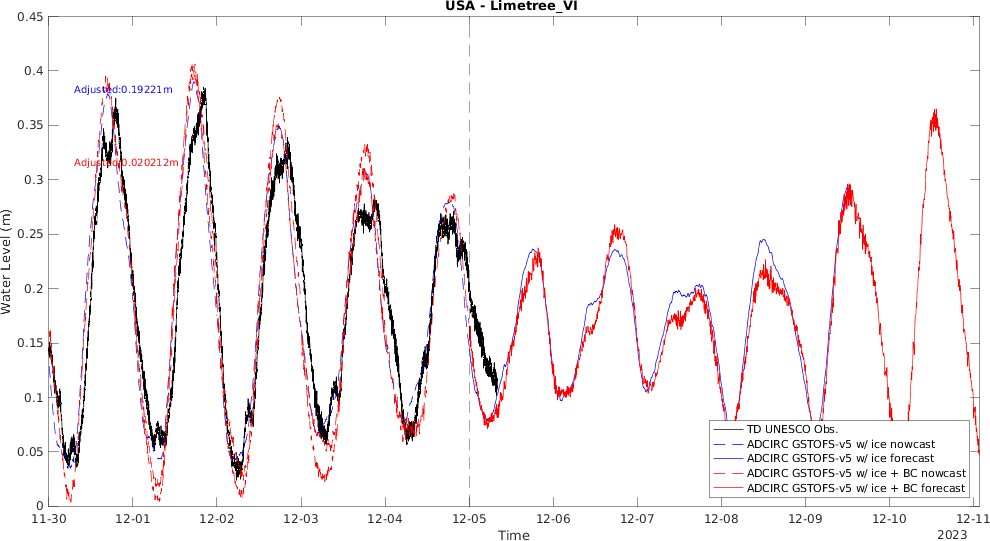 USA - Limetree_VI
0.45
0.4
0.35
0.3
0.25
0.2
0.15
0.1
0.05
0
Water Level (m)
Adjusted:0.19221m
Adjusted:0.020212m
TD UNESCO Obs.
ADCIRC GSTOFS-v5 w/ ice nowcast
ADCIRC GSTOFS-v5 w/ ice forecast
ADCIRC GSTOFS-v5 w/ ice + BC nowcast
ADCIRC GSTOFS-v5 w/ ice + BC forecast
11-30 12-01 12-02 12-03 12-04 12-05 12-06 12-07 12-08 12-09 12-10 12-11
Time
2023